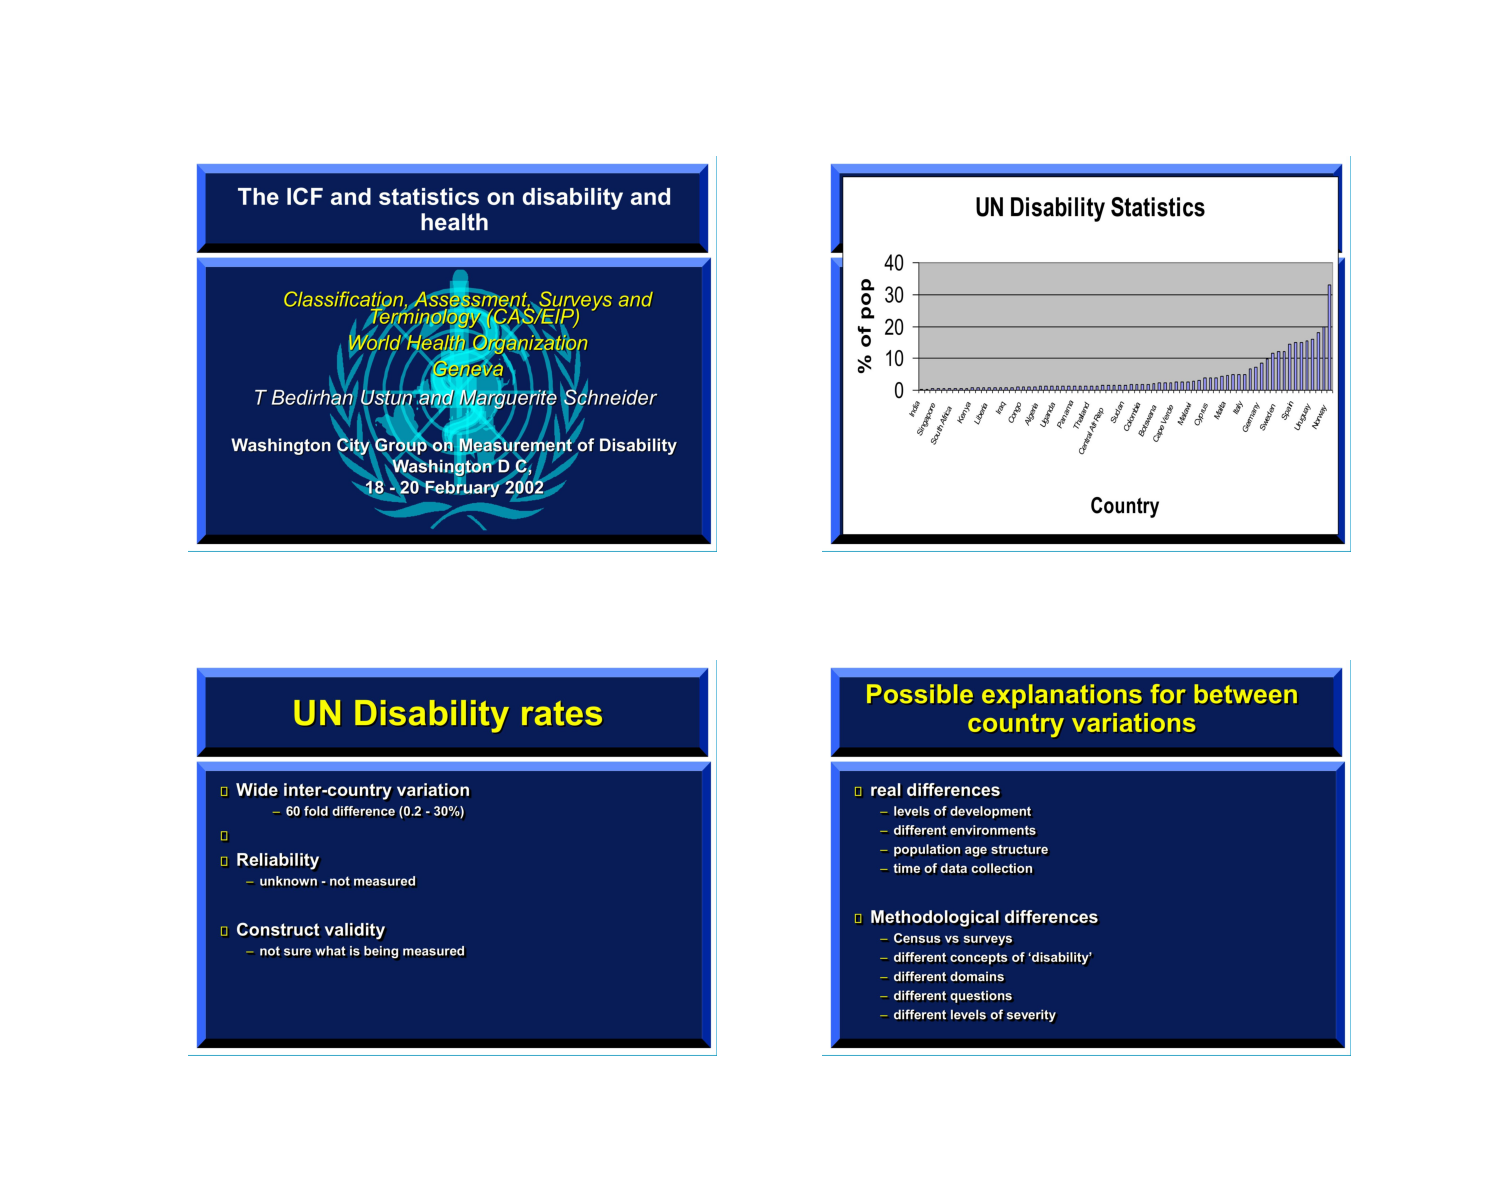 The ICF and statistics on disability and
health
Classification, Assessment, Surveys and
Terminology (CAS/EIP)
World Health Organization
Geneva
T Bedirhan Ustun and Marguerite Schneider
Washington City Group on Measurement of Disability
Washington D C,
18 - 20 February 2002
UN Disability Statistics
% of pop
40
30
20
10
0
India
Singapore
South Africa
Kenya
Liberia
Iraq
Congo
Algeria
Uganda
Panama
Thailand
Central Afr Rep
Sudan
Colombia
Botswana
Cape Verde
Malawi
Cyprus
Malta
Italy
Germany
Sweden
Spain
Uruguay
Norway
Country
UN Disability rates
Wide inter-country variation
– 60 fold difference (0.2 - 30%)
Reliability
– unknown - not measured
Construct validity
– not sure what is being measured
Possible explanations for between
country variations
real differences
– levels of development
– different environments
– population age structure
– time of data collection
Methodological differences
– Census vs surveys
– different concepts of ‘disability’
– different domains
– different questions
– different levels of severity